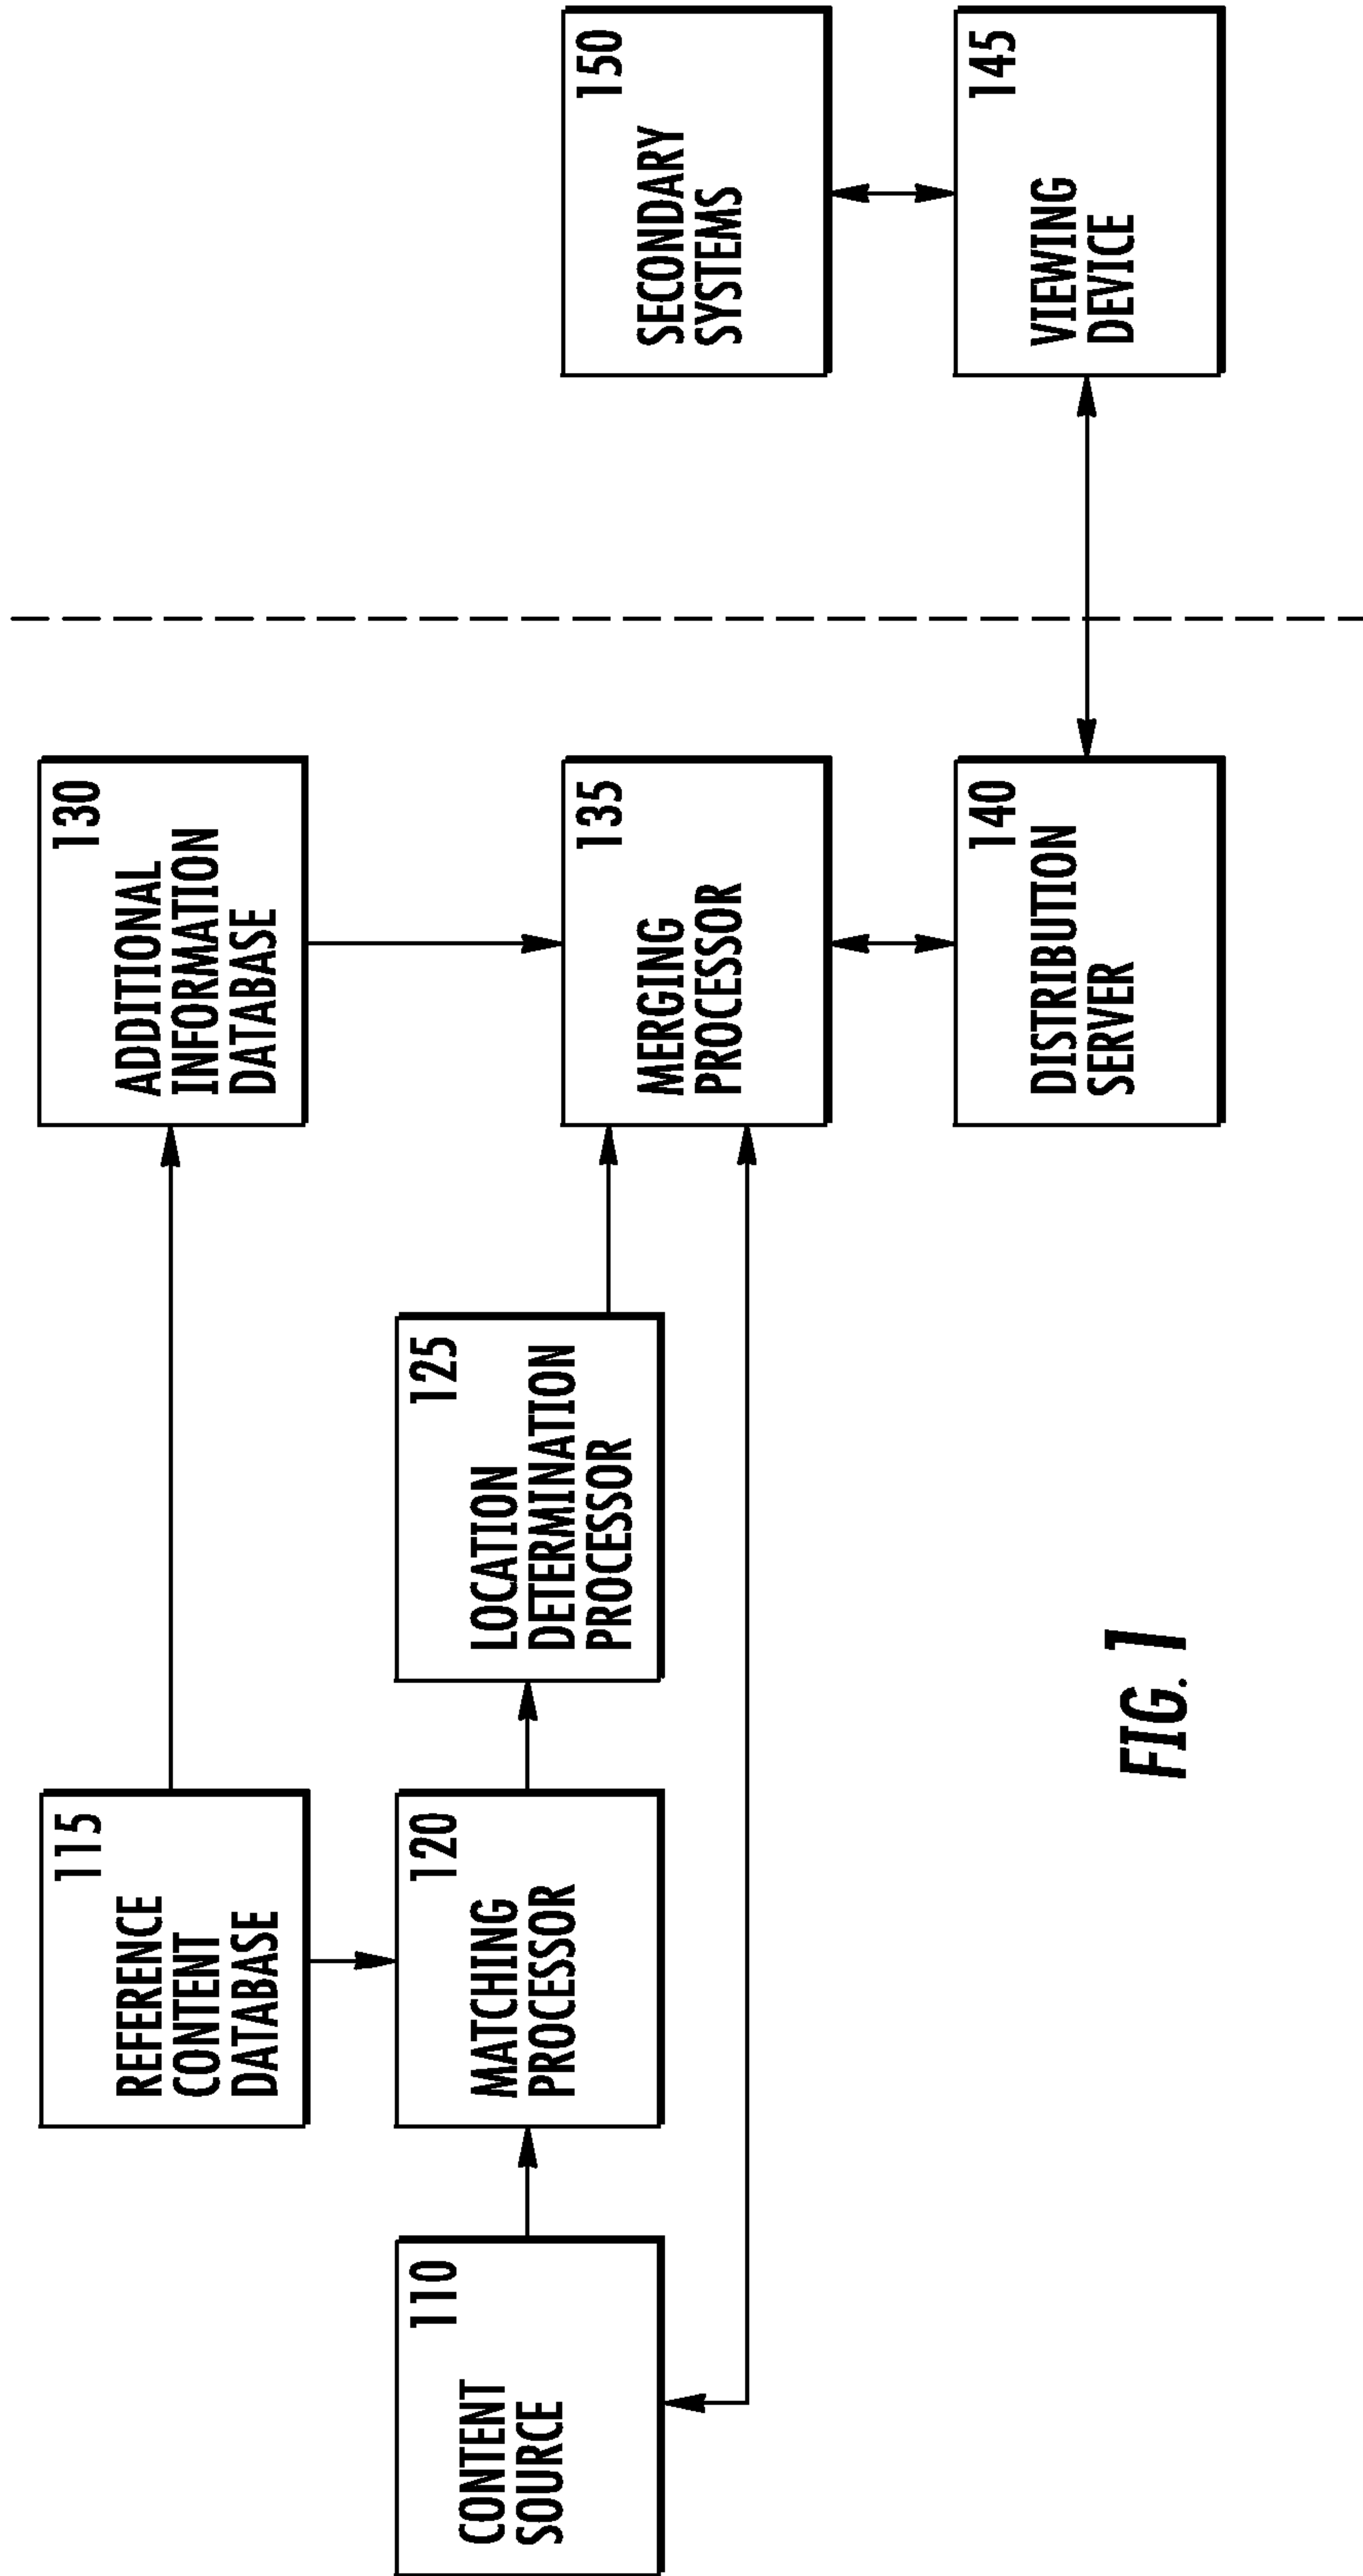 115
REFERENCE
CONTENT
DATABASE
130
ADDITIONAL
INFORMATION
DATABASE
110
CONTENT
SOURCE
120
MATCHING
PROCESSOR
125
LOCATION
DETERMINATION
PROCESSOR
135
MERGING
PROCESSOR
150
SECONDARY
SYSTEMS
140
DISTRIBUTION
SERVER
145
VIEWING
DEVICE
FIG. 1